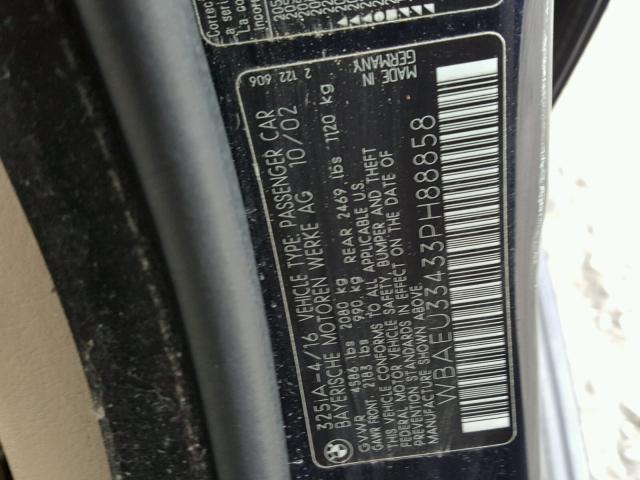 325iA-4/16 VEHICLE TYPE: PASSENGER CAR
BAYERISCHE MOTOREN WERKE AG 10/02
GVWR 4586 lbs 2080 kg
GAWR FRONT: 2183 lbs 990. kg REAR 2469. lbs 1120 kg
THIS VEHICLE CONFORMS TO ALL APPLICABLE U.S.
FEDERAL MOTOR VEHICLE SAFETY, BUMPER AND THEFT
PREVENTION STANDARDS IN EFFECT ON THE DATE OF
WBAEU33433PH88858
2 122 606
MADE IN
GERMANY